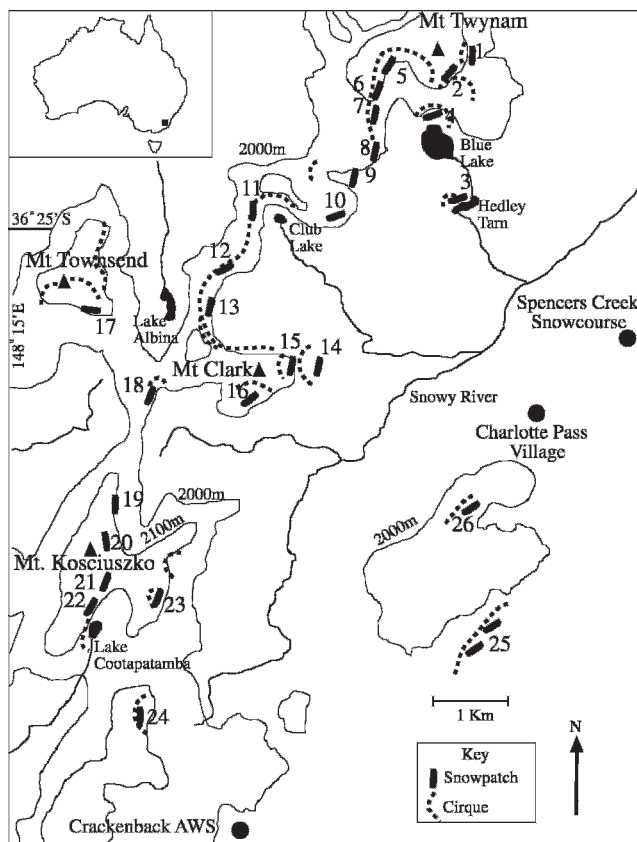 Mt Twynam
1
2
5
6
7
4
2000m
8
Blue
Lake
9
3
11
10
Hedley
Tarn
36° 25' S
Club
Lake
12
Mt Townsend
148° 15'E
13
17
Lake
Albina
Spencers Creek
Snowcourse
15
14
Mt Clark
18
16
Snowy River
Charlotte Pass
Village
19
2000m
2100m
2000m
26
20
Mt. Kosciuszko
21
22
23
25
Lake
Cootapatamba
24
1 Km
N
Key
Snowpatch
Cirque
Crackenback AWS